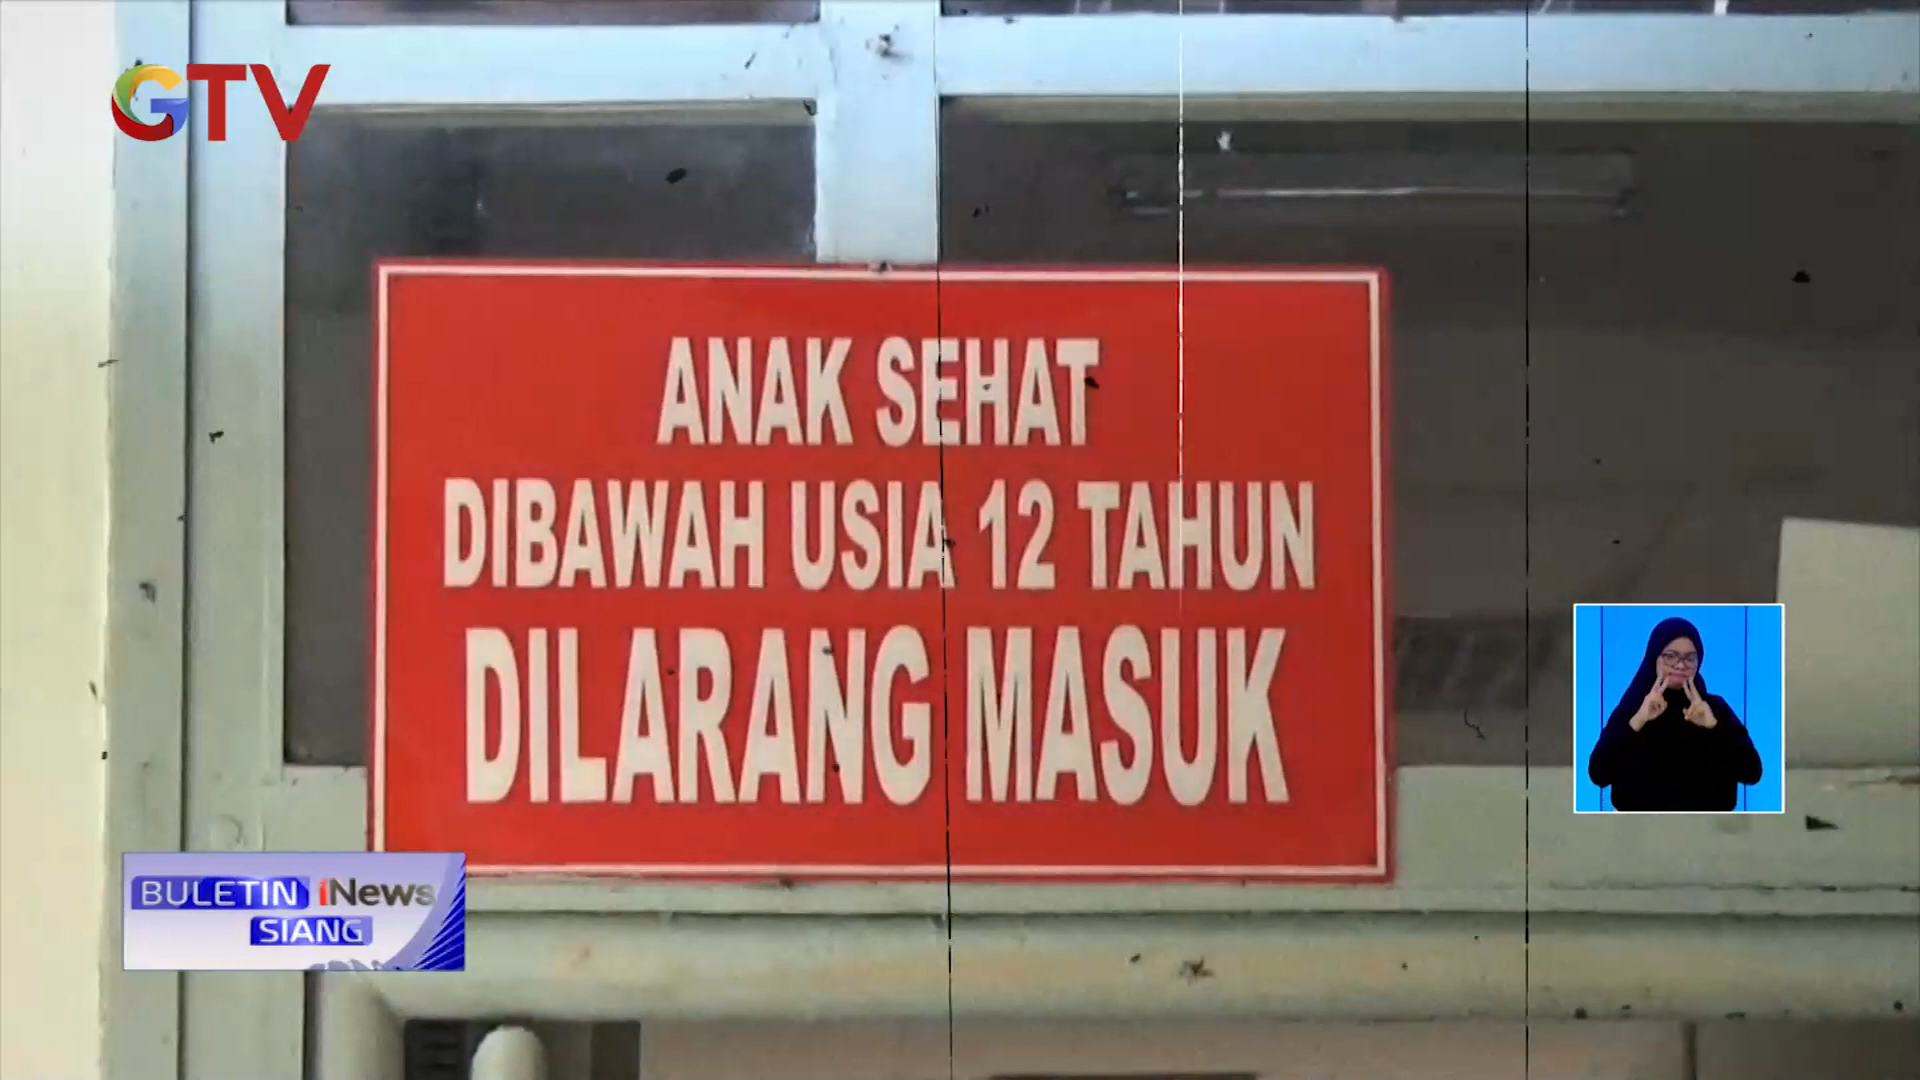 GTV
ANAK SEHAT
DIBAWAH USIA 12 TAHUN
DILARANG MASUK
BULETIN iNews
SIANG